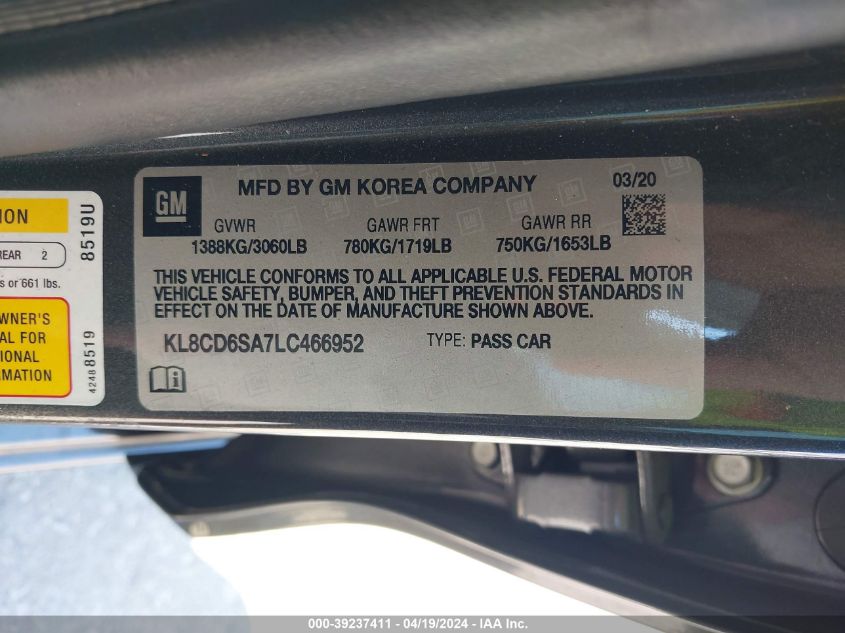 GM
MFD BY GM KOREA COMPANY
03/20
GVWR GAWR FRT GAWR RR
1388KG/3060LB 780KG/1719LB 750KG/1653LB
THIS VEHICLE CONFORMS TO ALL APPLICABLE U.S. FEDERAL MOTOR
VEHICLE SAFETY, BUMPER, AND THEFT PREVENTION STANDARDS IN
EFFECT ON THE DATE OF MANUFACTURE SHOWN ABOVE.
KL8CD6SA7LC466952 TYPE: PASS CAR
ION
REAR 2
s or 661 lbs.
WNER'S
AL FOR
IONAL
RMATION
8519U
42488519
000-39237411 - 04/19/2024 - IAA Inc.